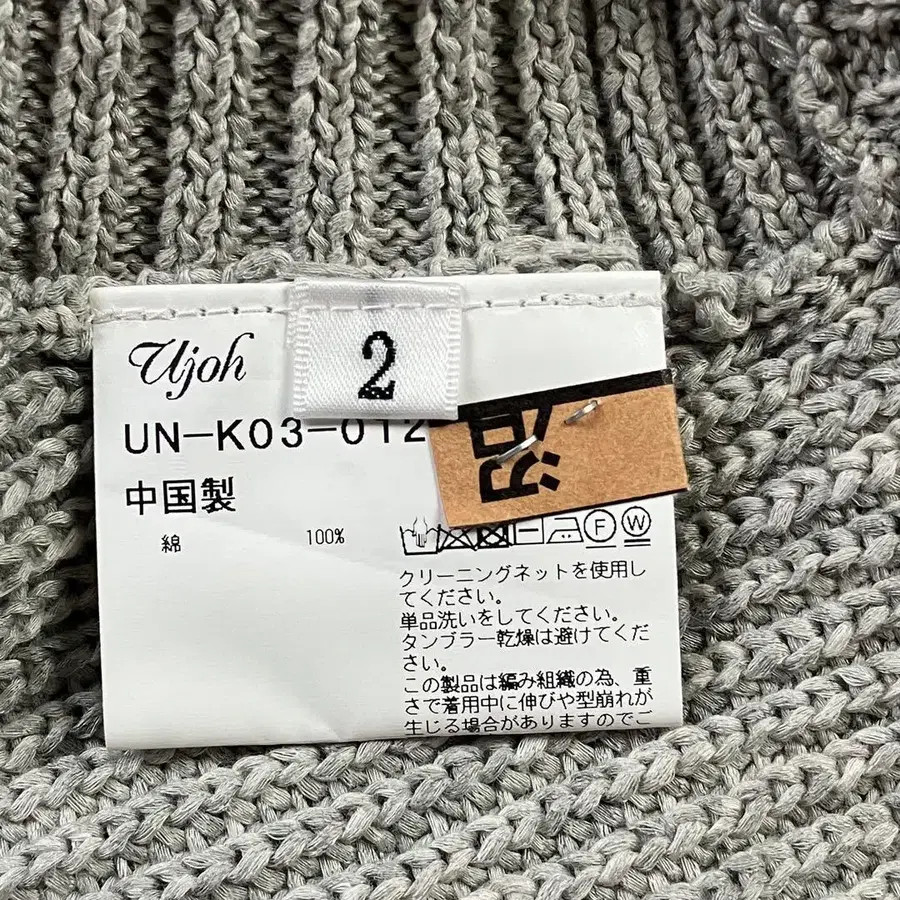 Ujoh
2
UN-K03-012
中国製
綿 100%
F W
クリーニングネットを使用し
てください。
単品洗いをしてください。
タンブラー乾燥は避けてくだ
さい。
この製品は編み組織の為、重
さで着用中に伸びや型崩れが
生じる場合がありますのでご